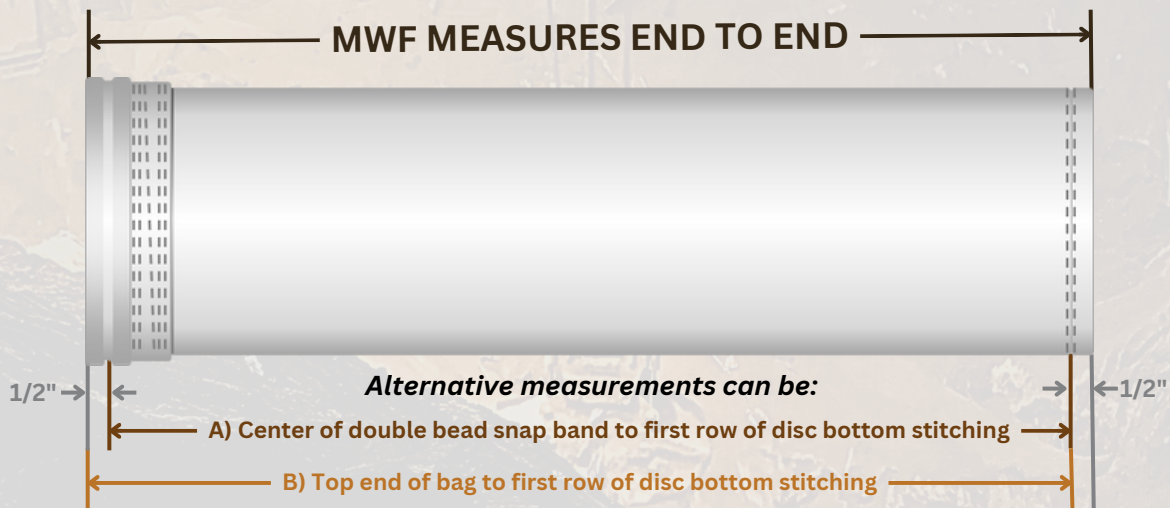 MWF MEASURES END TO END
1/2"
Alternative measurements can be:
1/2"
A) Center of double bead snap band to first row of disc bottom stitching
B) Top end of bag to first row of disc bottom stitching